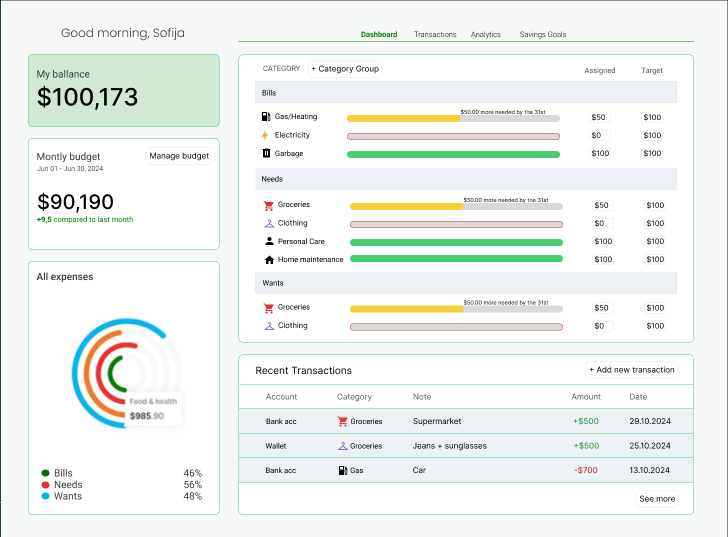 Good morning, Sofija
Dashboard Transactions Analytics Savings Goals
My ballance
$100,173
Montly budget
Manage budget
Jun 01 - Jun 30, 2024
$90,190
+9,5 compared to last month
All expenses
Food & health
$985.90
Bills 46%
Needs 56%
Wants 48%
CATEGORY + Category Group Assigned Target
Bills
$50.00 more needed by the 31st
Gas/Heating $50 $100
Electricity $0 $100
Garbage $100 $100
Needs
$50.00 more needed by the 31st
Groceries $50 $100
Clothing $0 $100
Personal Care $100 $100
Home maintenance $100 $100
Wants
$50.00 more needed by the 31st
Groceries $50 $100
Clothing $0 $100
Recent Transactions + Add new transaction
Account Category Note Amount Date
Bank acc Groceries Supermarket +$500 29.10.2024
Wallet Groceries Jeans + sunglasses +$500 25.10.2024
Bank acc Gas Car -$700 13.10.2024
See more